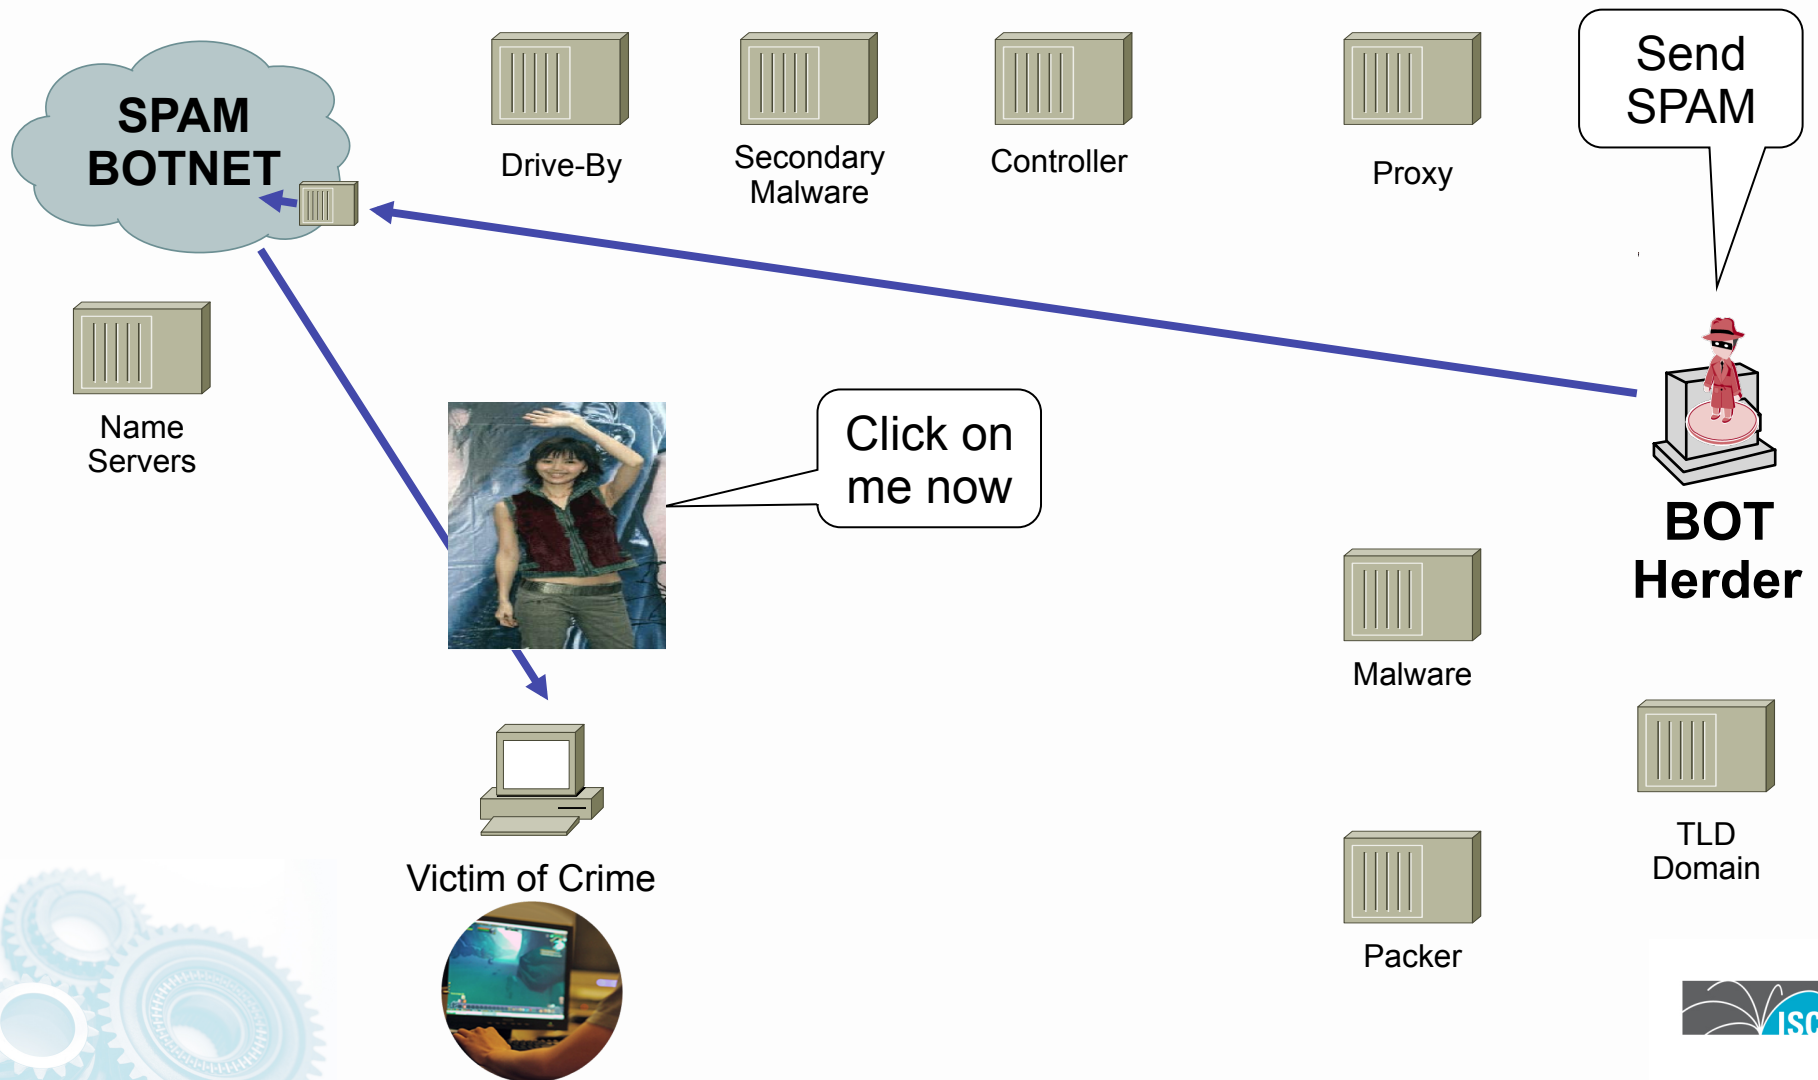 SPAM
BOTNET
Drive-By
Secondary
Malware
Controller
Proxy
Send
SPAM
Name
Servers
Click on
me now
BOT
Herder
Malware
TLD
Domain
Victim of Crime
Packer
ISC